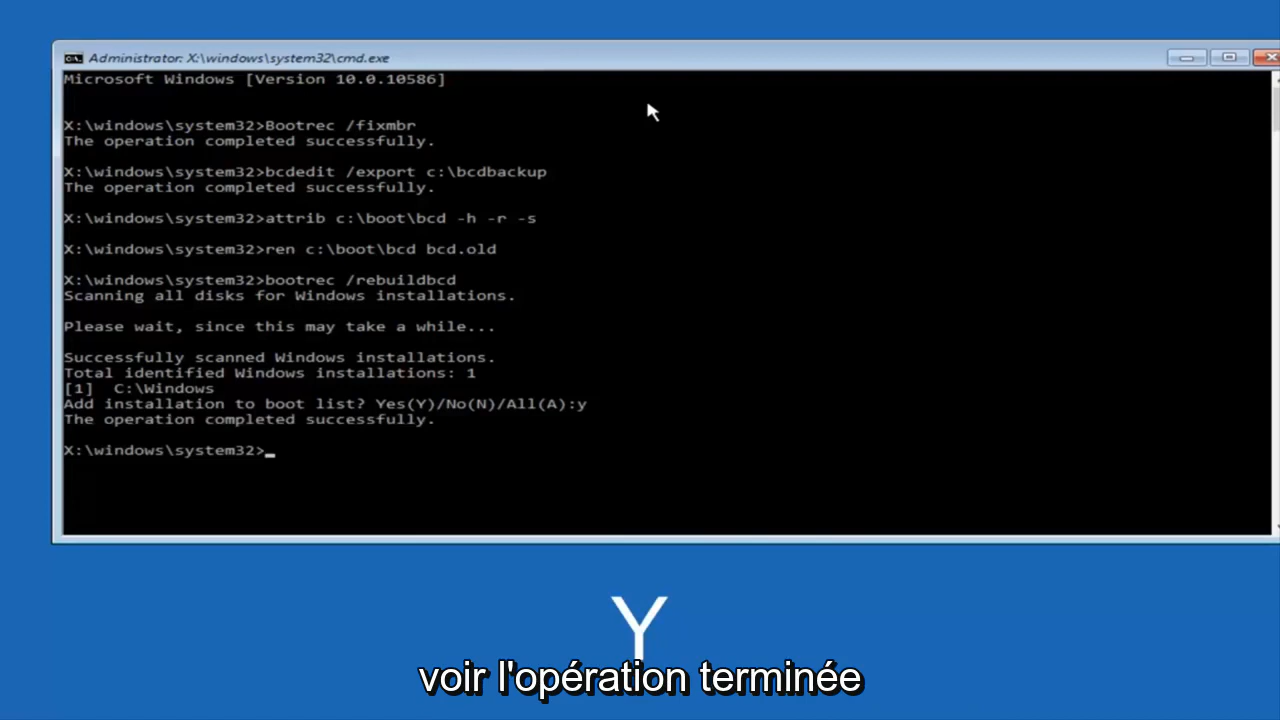 Administrator: X:\windows\system32\cmd.exe
Microsoft Windows [Version 10.0.10586]
X:\windows\system32>Bootrec /fixmbr
The operation completed successfully.
X:\windows\system32>bcdedit /export c:\bcdbackup
The operation completed successfully.
X:\windows\system32>attrib c:\boot\bcd -h -r -s
X:\windows\system32>ren c:\boot\bcd bcd.old
X:\windows\system32>bootrec /rebuildbcd
Scanning all disks for Windows installations.
Please wait, since this may take a while...
Successfully scanned Windows installations.
Total identified Windows installations: 1
[1]  C:\Windows
Add installation to boot list? Yes(Y)/No(N)/All(A):y
The operation completed successfully.
X:\windows\system32>_
Y
voir l'opération terminée